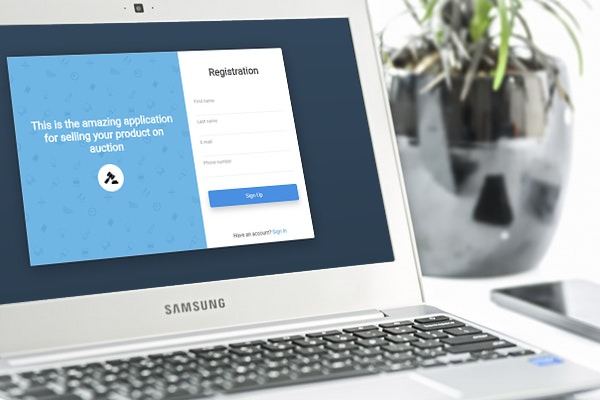 This is the amazing application
for selling your product on
auction
Registration
First name
Last name
E-mail
Phone number
Sign Up
Have an account? Sign in
SAMSUNG